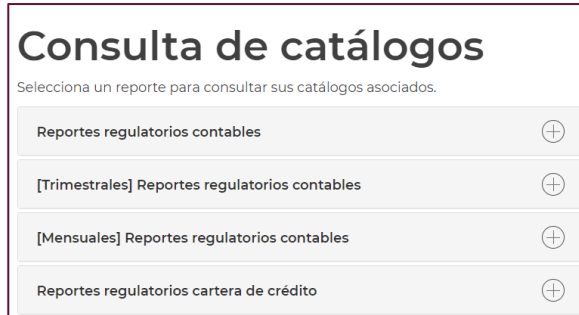 Consulta de catálogos
Selecciona un reporte para consultar sus catálogos asociados.
Reportes regulatorios contables
[Trimestrales] Reportes regulatorios contables
[Mensuales] Reportes regulatorios contables
Reportes regulatorios cartera de crédito